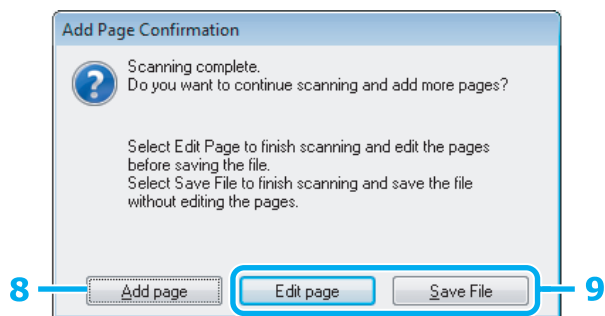 Add Page Confirmation
Scanning complete.
Do you want to continue scanning and add more pages?
Select Edit Page to finish scanning and edit the pages
before saving the file.
Select Save File to finish scanning and save the file
without editing the pages.
8 Add page Edit page Save File 9